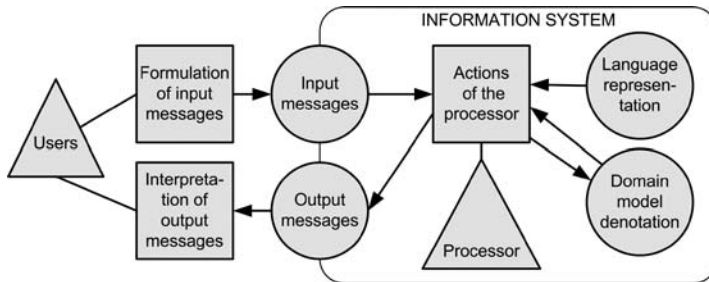 INFORMATION SYSTEM
Users
Formulation
of input
messages
Input
messages
Actions
of the
processor
Language
represen-
tation
Interpreta-
tion of
output
messages
Output
messages
Processor
Domain
model
denotation